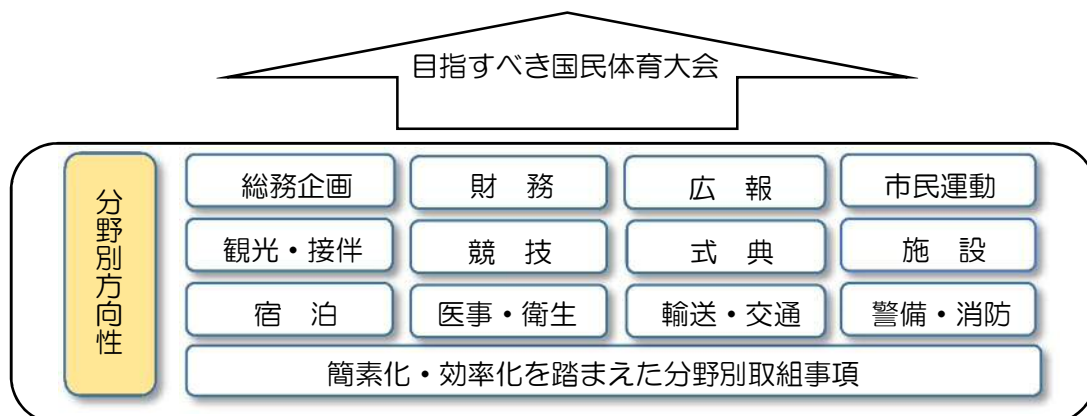 目指すべき国民体育大会
分野別方向性
総務企画
財　務
広　報
市民運動
観光・接伴
競　技
式　典
施　設
宿　泊
医事・衛生
輸送・交通
警備・消防
簡素化・効率化を踏まえた分野別取組事項